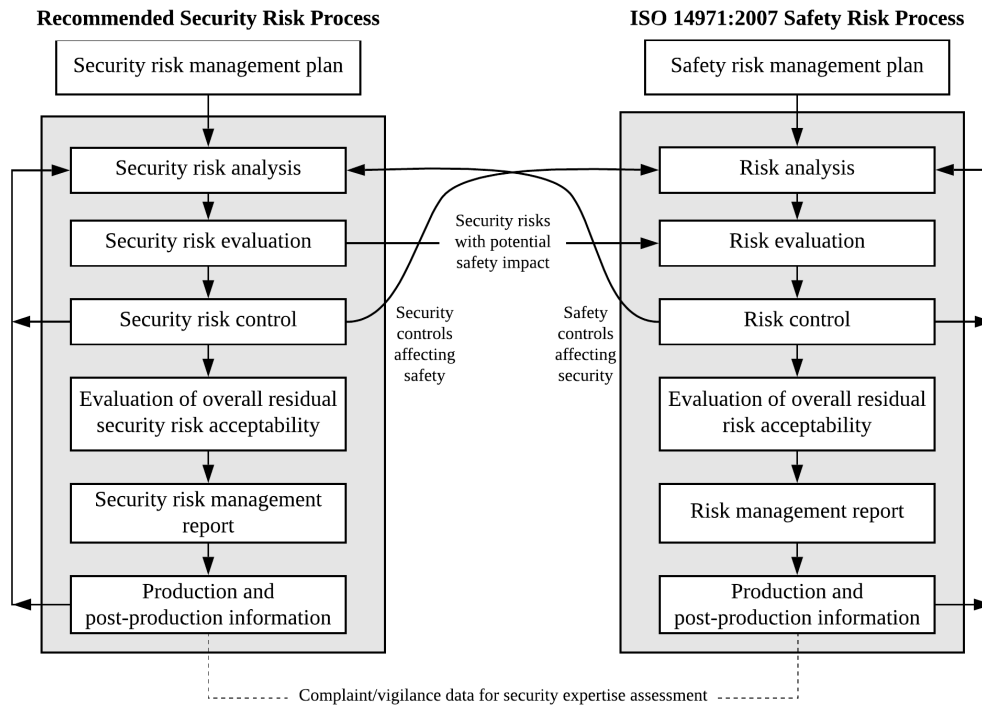 Recommended Security Risk Process
Security risk management plan
Security risk analysis
Security risk evaluation
Security risk control
Evaluation of overall residual
security risk acceptability
Security risk management
report
Production and
post-production information
Security risks
with potential
safety impact
Security
controls
affecting
safety
Safety
controls
affecting
security
ISO 14971:2007 Safety Risk Process
Safety risk management plan
Risk analysis
Risk evaluation
Risk control
Evaluation of overall residual
risk acceptability
Risk management report
Production and
post-production information
Complaint/vigilance data for security expertise assessment